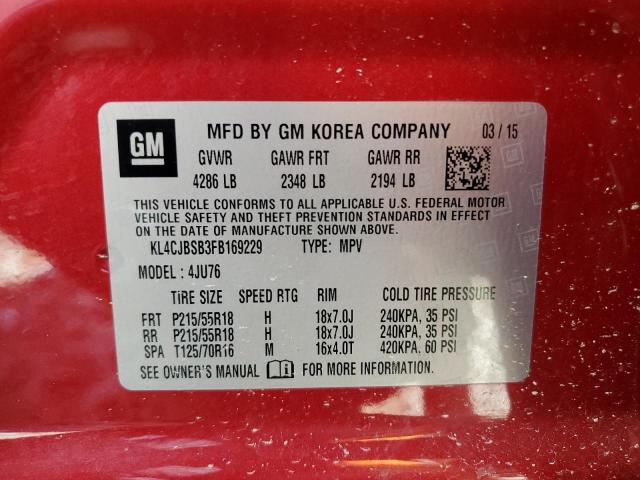 GM MFD BY GM KOREA COMPANY 03 / 15
GVWR GAWR FRT GAWR RR
4286 LB 2348 LB 2194 LB
THIS VEHICLE CONFORMS TO ALL APPLICABLE U.S. FEDERAL MOTOR
VEHICLE SAFETY AND THEFT PREVENTION STANDARDS IN EFFECT
ON THE DATE OF MANUFACTURE SHOWN ABOVE.
KL4CJBSB3FB169229 TYPE: MPV
MODEL : 4JU76
TIRE SIZE SPEED RTG RIM COLD TIRE PRESSURE
FRT P215/55R18 H 18x7.0J 240KPA, 35 PSI
RR P215/55R18 H 18x7.0J 240KPA, 35 PSI
SPA T125/70R16 M 16x4.0T 420KPA, 60 PSI
SEE OWNER'S MANUAL FOR MORE INFORMATION.